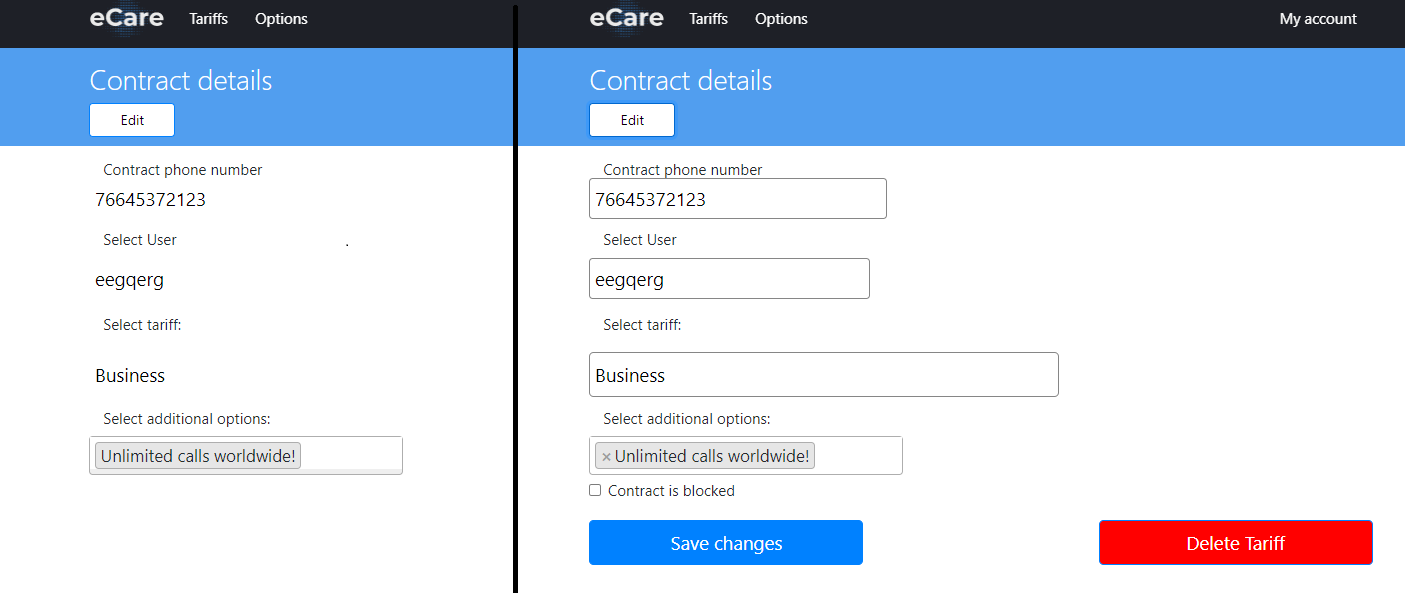 eCare Tariffs Options
Contract details
Edit
Contract phone number
76645372123
Select User
.
eegqerg
Select tariff:
Business
Select additional options:
Unlimited calls worldwide!
eCare Tariffs Options My account
Contract details
Edit
Contract phone number
76645372123
Select User
eegqerg
Select tariff:
Business
Select additional options:
× Unlimited calls worldwide!
Contract is blocked
Save changes Delete Tariff